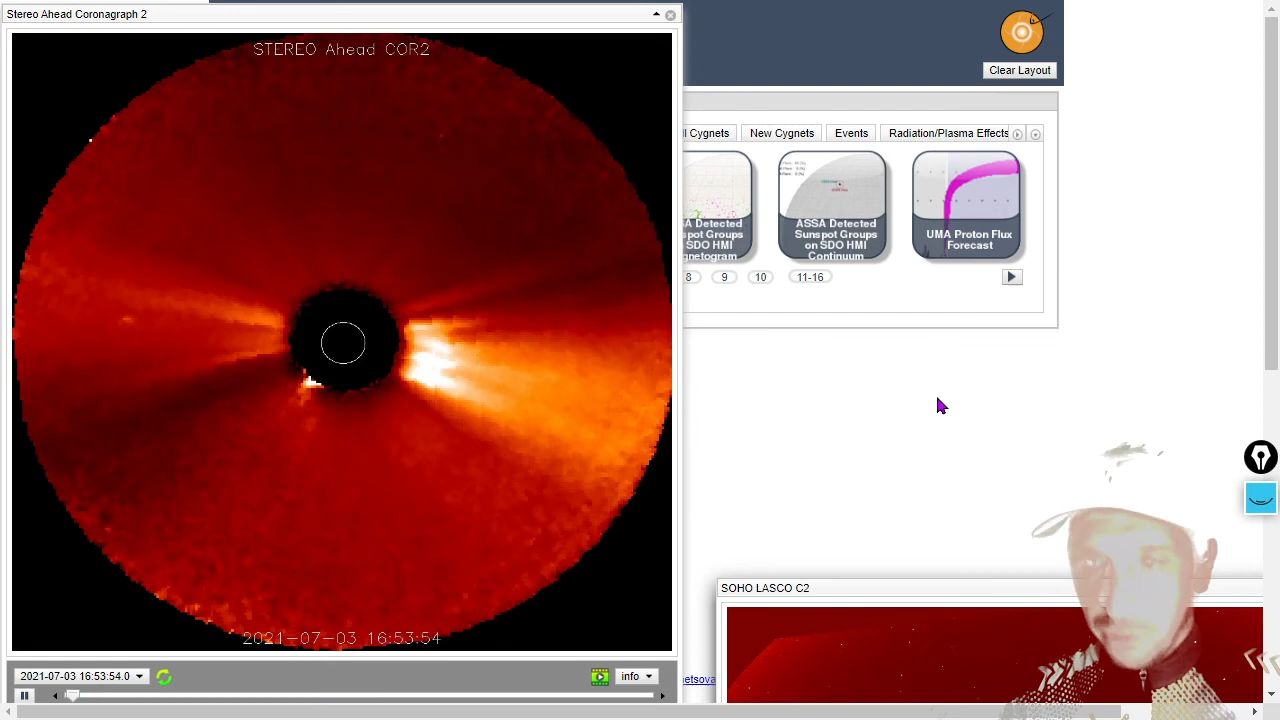 Stereo Ahead Coronagraph 2
STEREO Ahead COR2
2021-07-03 16:53:54
2021-07-03 16:53:54.0
info
Clear Layout
Cygnets
New Cygnets
Events
Radiation/Plasma Effects
Detected
Groups
SDO HMI
ASSA Detected
Sunspot Groups
on SDO HMI
Continuum
UMA Proton Flux
Forecast
8
9
10
11-16
SOHO LASCO C2